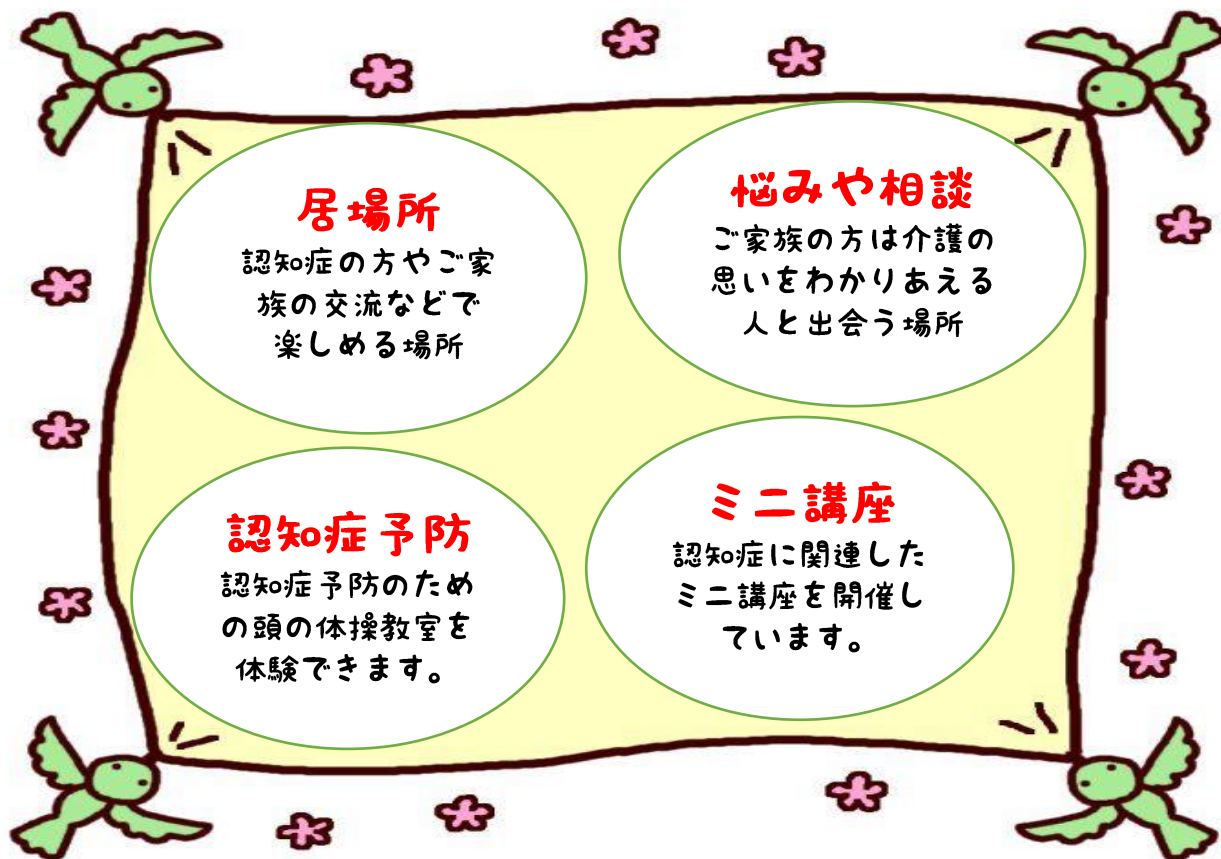 居場所
認知症の方やご家
族の交流などで
楽しめる場所
悩みや相談
ご家族の方は介護の
思いをわかりあえる
人と出会う場所
認知症予防
認知症予防のため
の頭の体操教室を
体験できます。
ミニ講座
認知症に関連した
ミニ講座を開催し
ています。